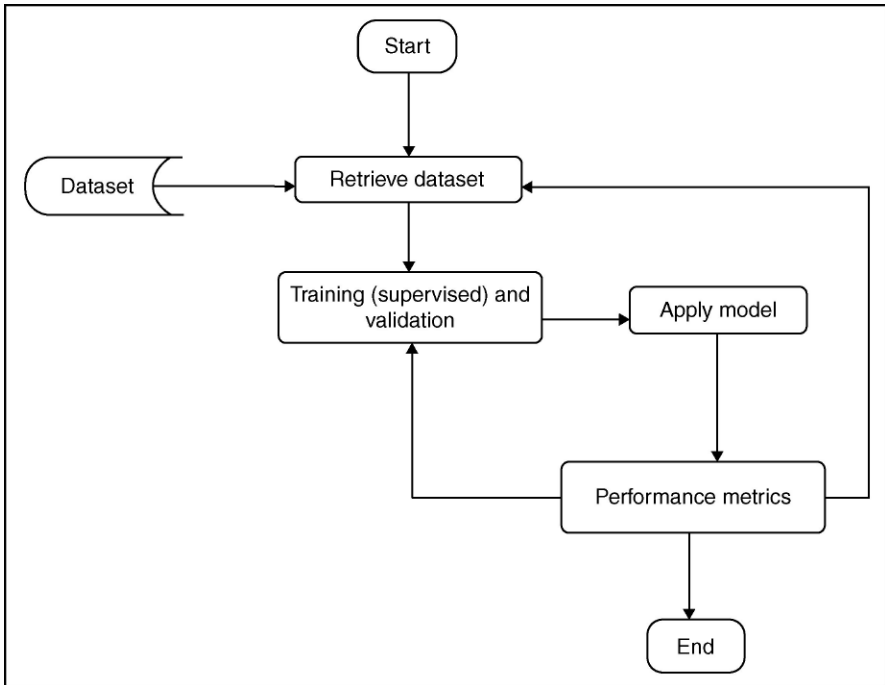 Start
Dataset
Retrieve dataset
Training (supervised) and
validation
Apply model
Performance metrics
End